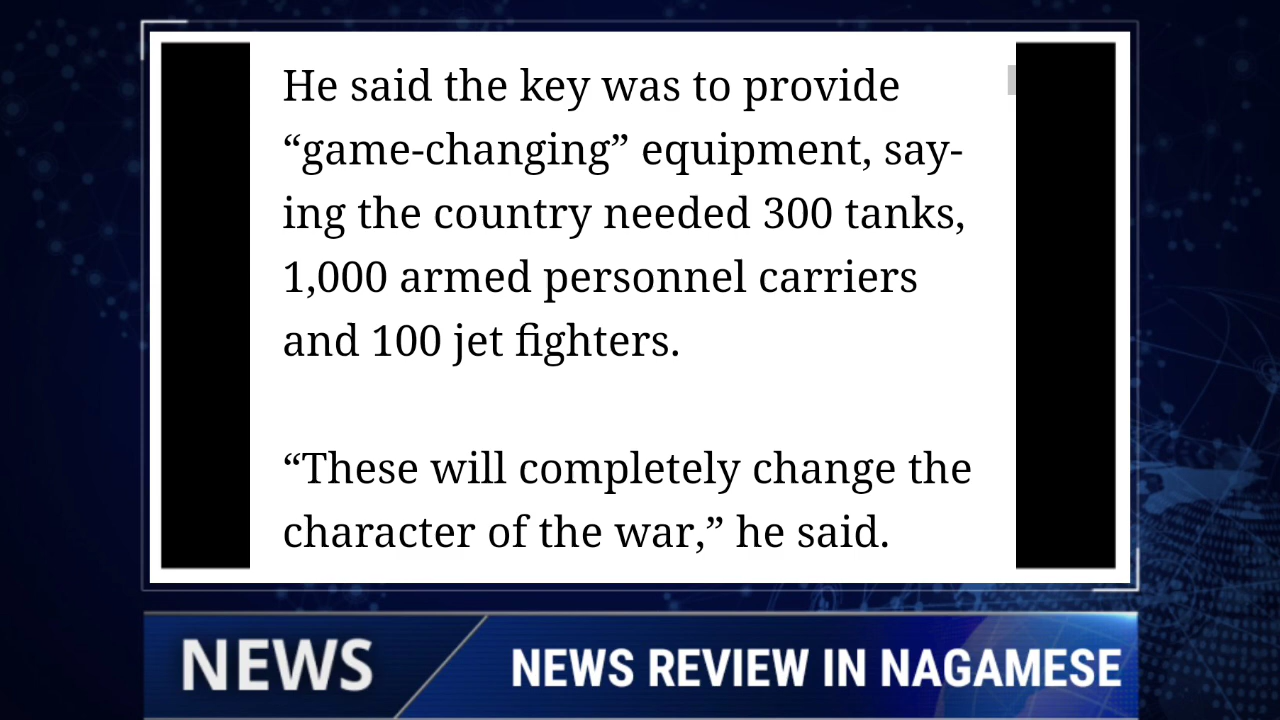 He said the key was to provide
“game-changing” equipment, say-
ing the country needed 300 tanks,
1,000 armed personnel carriers
and 100 jet fighters.
“These will completely change the
character of the war,” he said.
NEWS
NEWS REVIEW IN NAGAMESE